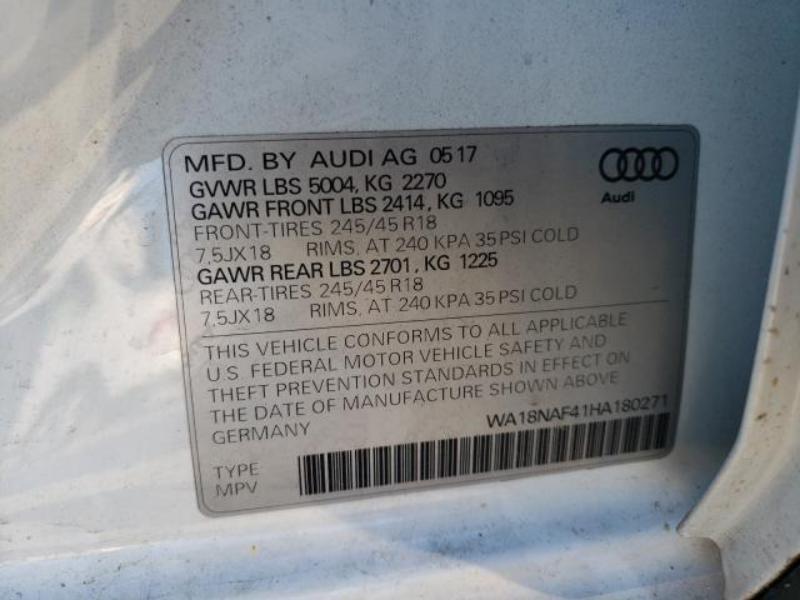 MFD. BY AUDI AG 05 17
GVWR LBS 5004, KG 2270
GAWR FRONT LBS 2414, KG 1095
FRONT-TIRES 245/45 R18
7,5JX18 RIMS, AT 240 KPA 35 PSI COLD
GAWR REAR LBS 2701, KG 1225
REAR-TIRES 245/45 R18
7,5JX18 RIMS, AT 240 KPA 35 PSI COLD
Audi
THIS VEHICLE CONFORMS TO ALL APPLICABLE
U.S. FEDERAL MOTOR VEHICLE SAFETY AND
THEFT PREVENTION STANDARDS IN EFFECT ON
THE DATE OF MANUFACTURE SHOWN ABOVE
GERMANY
WA18NAF41HA180271
TYPE
MPV